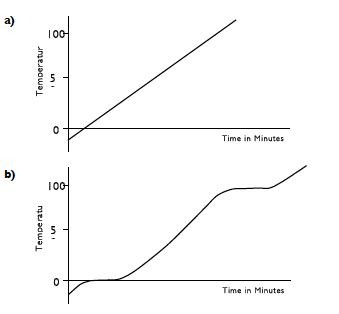 a)
100
Temperatur
5
-
0
Time in Minutes
b)
100
Temperatu
5
-
0
Time in Minutes